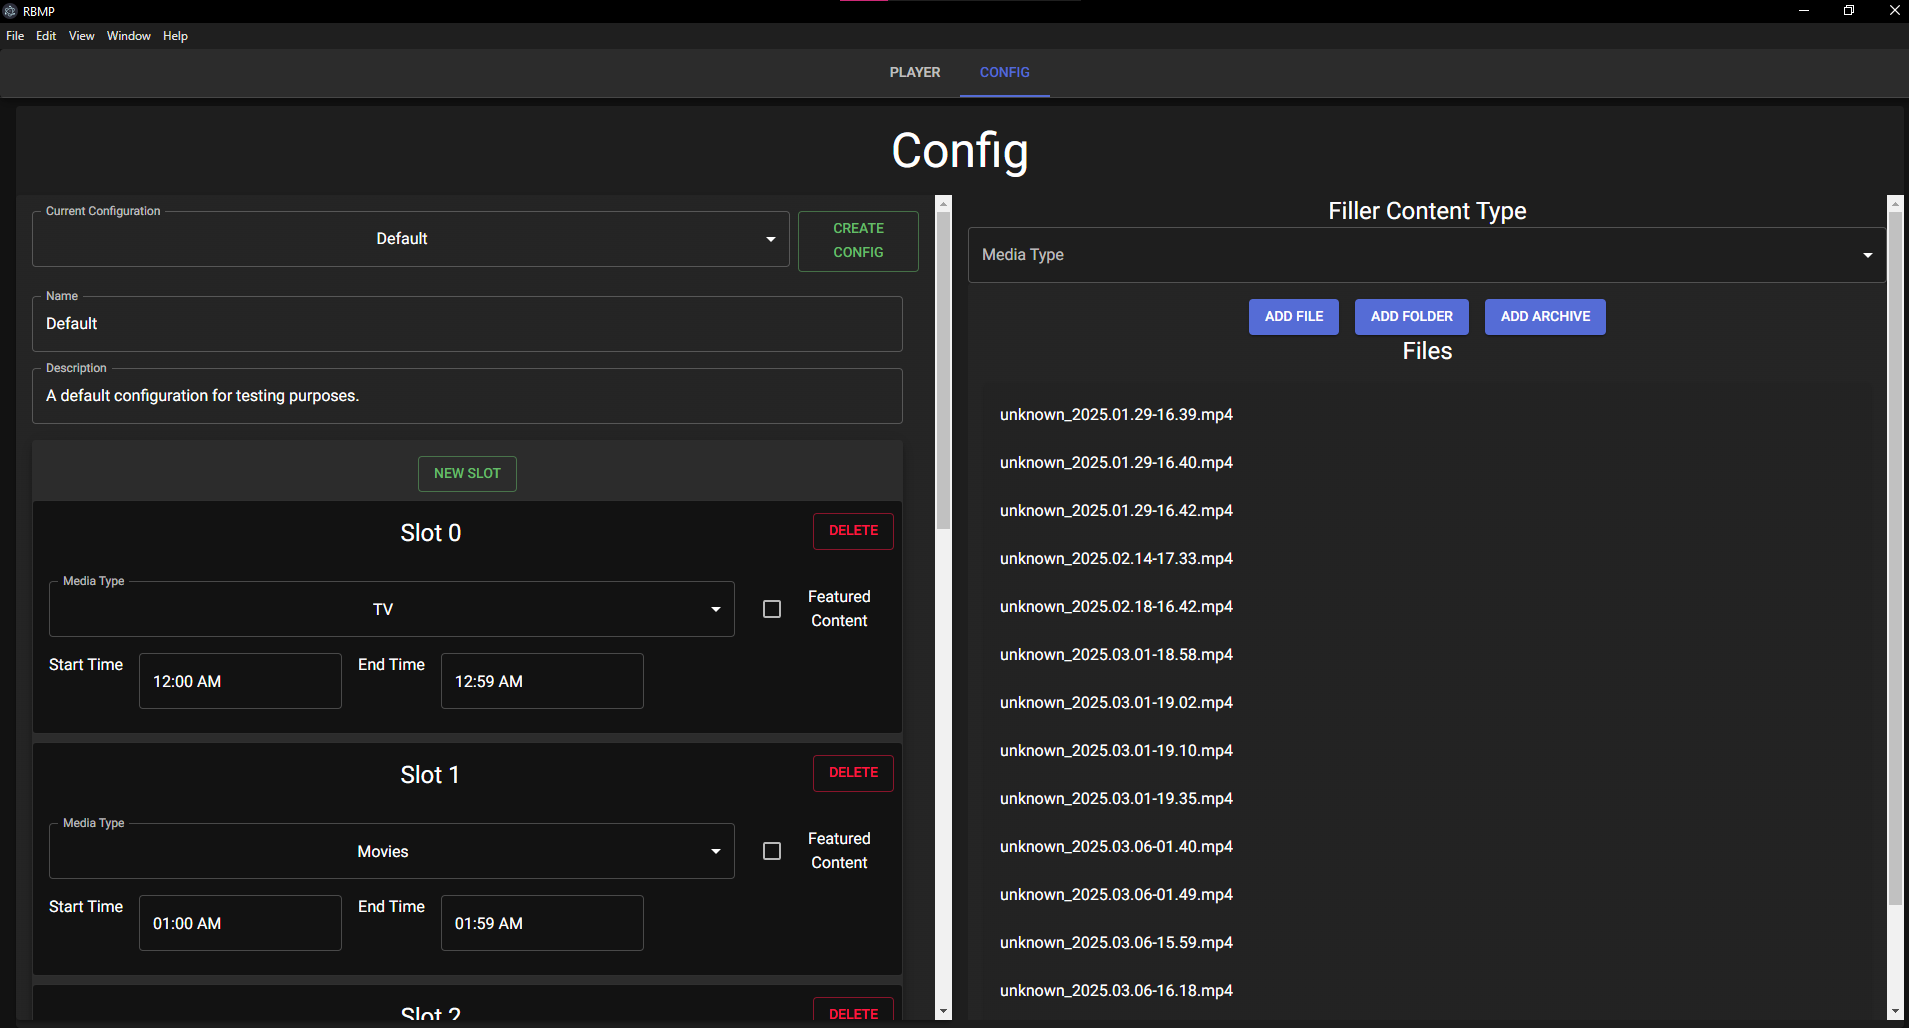 RBMP
File Edit View Window Help
PLAYER CONFIG
Config
Current Configuration
Default
CREATE
CONFIG
Name
Default
Description
A default configuration for testing purposes.
NEW SLOT
Slot 0
DELETE
Media Type
TV
Featured
Content
Start Time
12:00 AM
End Time
12:59 AM
Slot 1
DELETE
Media Type
Movies
Featured
Content
Start Time
01:00 AM
End Time
01:59 AM
Slot 2
DELETE
Filler Content Type
Media Type
ADD FILE ADD FOLDER ADD ARCHIVE
Files
unknown_2025.01.29-16.39.mp4
unknown_2025.01.29-16.40.mp4
unknown_2025.01.29-16.42.mp4
unknown_2025.02.14-17.33.mp4
unknown_2025.02.18-16.42.mp4
unknown_2025.03.01-18.58.mp4
unknown_2025.03.01-19.02.mp4
unknown_2025.03.01-19.10.mp4
unknown_2025.03.01-19.35.mp4
unknown_2025.03.06-01.40.mp4
unknown_2025.03.06-01.49.mp4
unknown_2025.03.06-15.59.mp4
unknown_2025.03.06-16.18.mp4